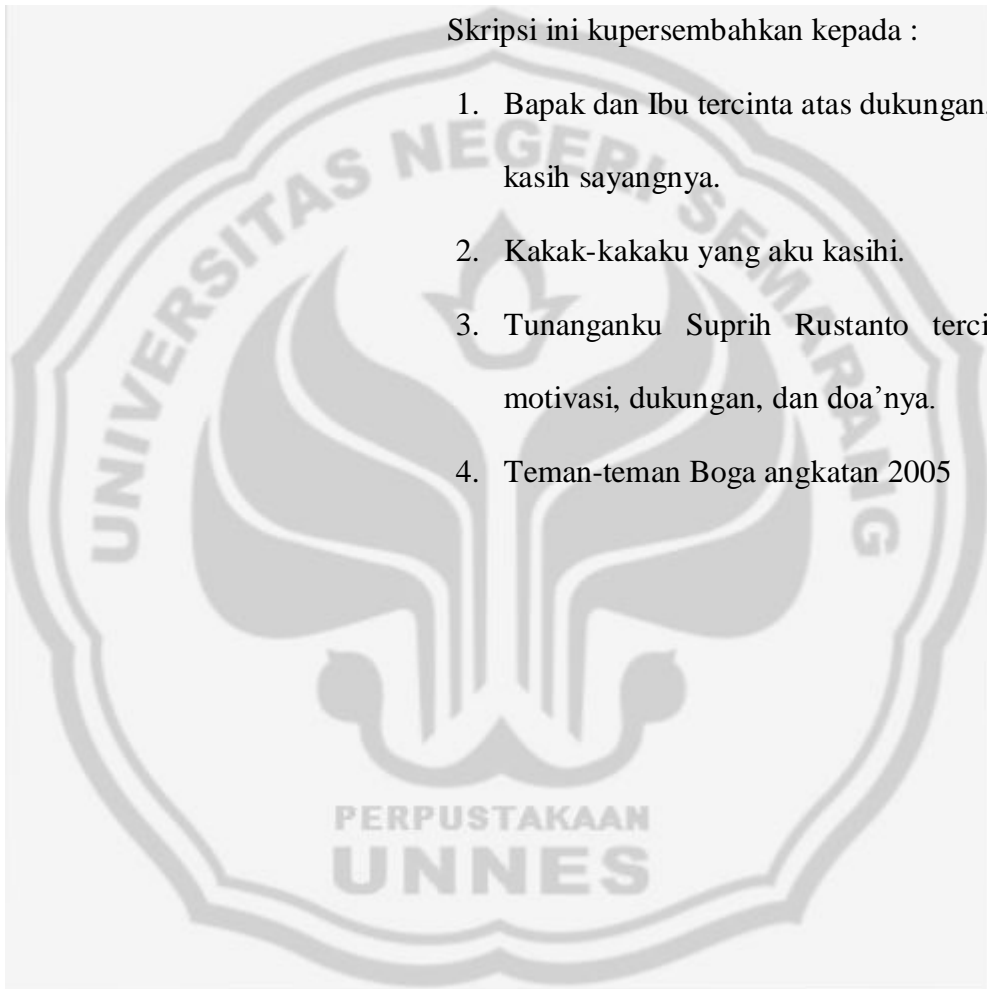 Skripsi ini kupersembahkan kepada :
1. Bapak dan Ibu tercinta atas dukungan
kasih sayangnya.
2. Kakak-kakaku yang aku kasihi.
3. Tunanganku Suprih Rustanto
motivasi, dukungan, dan doa’nya.
4. Teman-teman Boga angkatan 2005
UNIVERSITAS NEGERI SEMARANG
PERPUSTAKAAN
UNNES